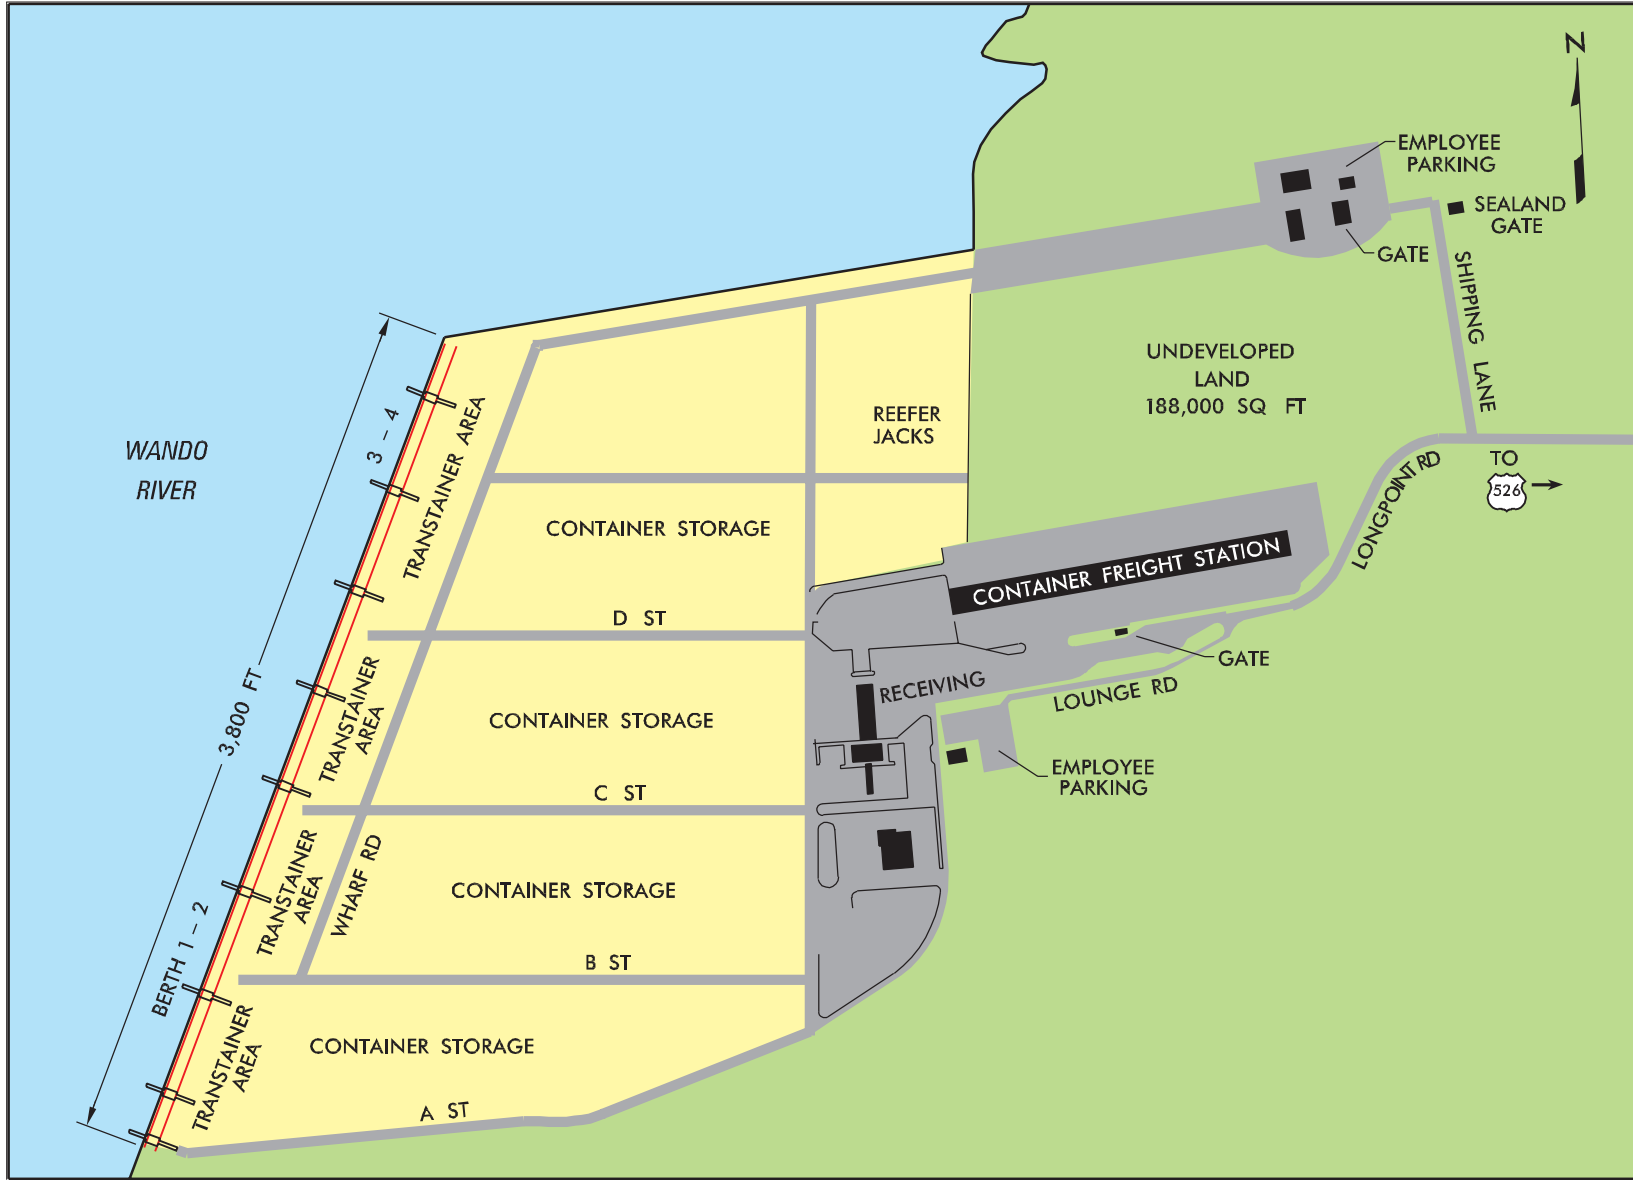 N
EMPLOYEE
PARKING
SEALAND
GATE
GATE
SHIPPING LANE
UNDEVELOPED
LAND
188,000 SQ FT
REEFER
JACKS
3 – 4
TRANSTAINER AREA
WANDO
RIVER
LONGPOINT RD
TO
526
CONTAINER STORAGE
CONTAINER FREIGHT STATION
D ST
GATE
RECEIVING
LOUNGE RD
3,800 FT
TRANSTAINER
AREA
CONTAINER STORAGE
EMPLOYEE
PARKING
C ST
WHARF RD
TRANSTAINER
AREA
CONTAINER STORAGE
BERTH 1 – 2
B ST
TRANSTAINER
AREA
CONTAINER STORAGE
A ST